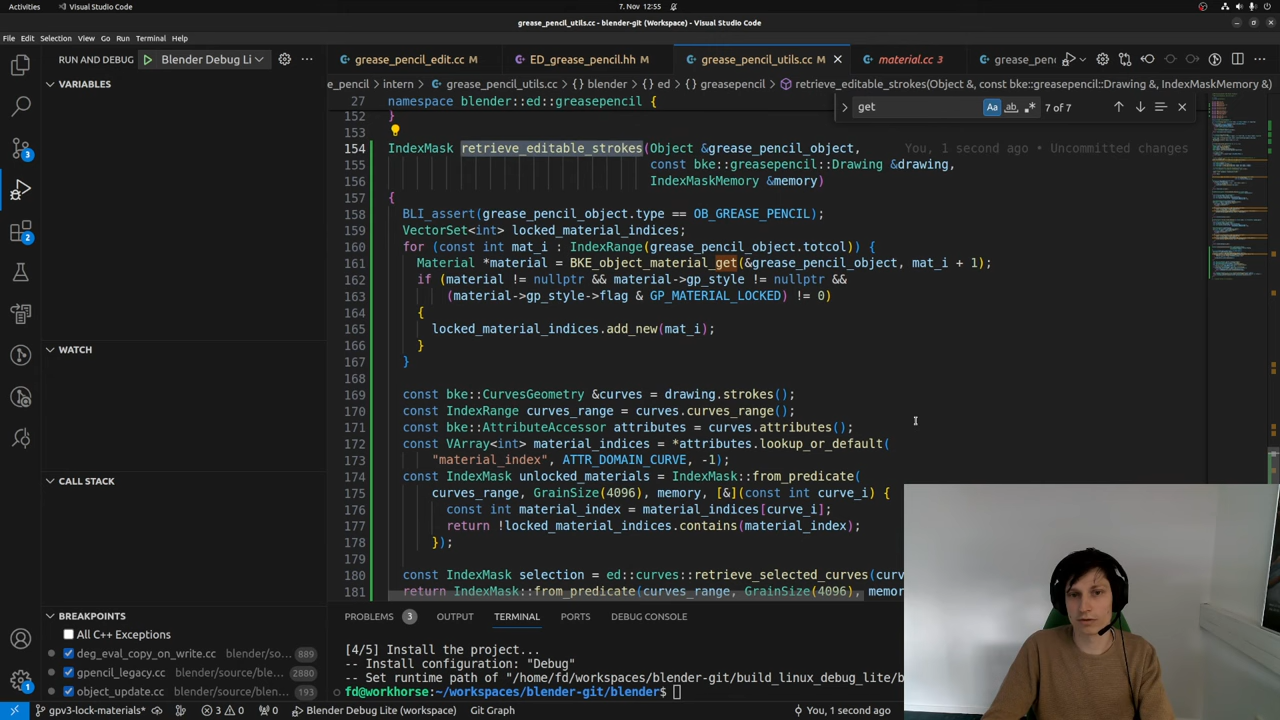 Activities
Visual Studio Code
7. Nov 12:55
grease_pencil_utils.cc - blender-git (Workspace) - Visual Studio Code
File Edit Selection View Go Run Terminal Help
RUN AND DEBUG
Blender Debug Li
grease_pencil_edit.cc M
ED_grease_pencil.hh M
grease_pencil_utils.cc M
material.cc 3
grease_penc
e_pencil > intern > grease_pencil_utils.cc > blender > ed > greasepencil > retrieve_editable_strokes(Object &, const bke::greasepencil::Drawing &, IndexMaskMemory &)
get
Aa
ab
7 of 7
VARIABLES
WATCH
CALL STACK
BREAKPOINTS
All C++ Exceptions
deg_eval_copy_on_write.cc blender/so... 889
gpencil_legacy.cc blender/source/ble... 2880
object_update.cc blender/source/blen...
27 namespace blender::ed::greasepencil {
152 }
153
154 IndexMask retrieve_editable_strokes(Object &grease_pencil_object, You, 1 second ago • Uncommitted changes
155 const bke::greasepencil::Drawing &drawing,
156 IndexMaskMemory &memory)
157 {
158 BLI_assert(grease_pencil_object.type == OB_GREASE_PENCIL);
159 VectorSet<int> locked_material_indices;
160 for (const int mat_i : IndexRange(grease_pencil_object.totcol)) {
161 Material *material = BKE_object_material_get(&grease_pencil_object, mat_i + 1);
162 if (material != nullptr && material->gp_style != nullptr &&
163 (material->gp_style->flag & GP_MATERIAL_LOCKED) != 0)
164 {
165 locked_material_indices.add_new(mat_i);
166 }
167 }
168
169 const bke::CurvesGeometry &curves = drawing.strokes();
170 const IndexRange curves_range = curves.curves_range();
171 const bke::AttributeAccessor attributes = curves.attributes();
172 const VArray<int> material_indices = *attributes.lookup_or_default(
173 "material_index", ATTR_DOMAIN_CURVE, -1);
174 const IndexMask unlocked_materials = IndexMask::from_predicate(
175 curves_range, GrainSize(4096), memory, [&](const int curve_i) {
176 const int material_index = material_indices[curve_i];
177 return !locked_material_indices.contains(material_index);
178 });
179
180 const IndexMask selection = ed::curves::retrieve_selected_curves(curv
181 return IndexMask::from_predicate(curves_range, GrainSize(4096), memor
PROBLEMS 3 OUTPUT TERMINAL PORTS DEBUG CONSOLE
[4/5] Install the project...
-- Install configuration: "Debug"
-- Set runtime path of "/home/fd/workspaces/blender-git/build_linux_debug_lite/b
fd@workhorse:~/workspaces/blender-git/blender$
gpv3-lock-materials* 3 0 0 Blender Debug Lite (workspace) Git Graph You, 1 second ago